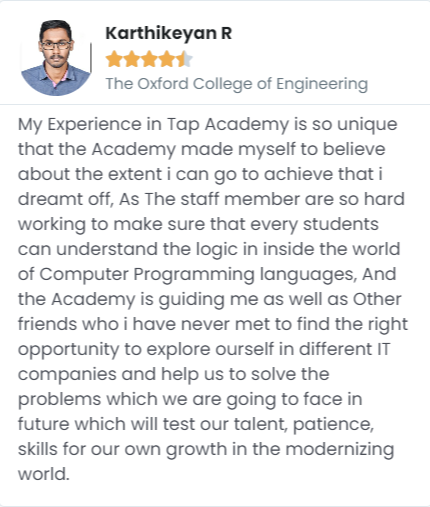 Karthikeyan R
The Oxford College of Engineering
My Experience in Tap Academy is so unique
that the Academy made myself to believe
about the extent i can go to achieve that i
dreamt off, As The staff member are so hard
working to make sure that every students
can understand the logic in inside the world
of Computer Programming languages, And
the Academy is guiding me as well as Other
friends who i have never met to find the right
opportunity to explore ourself in different IT
companies and help us to solve the
problems which we are going to face in
future which will test our talent, patience,
skills for our own growth in the modernizing
world.